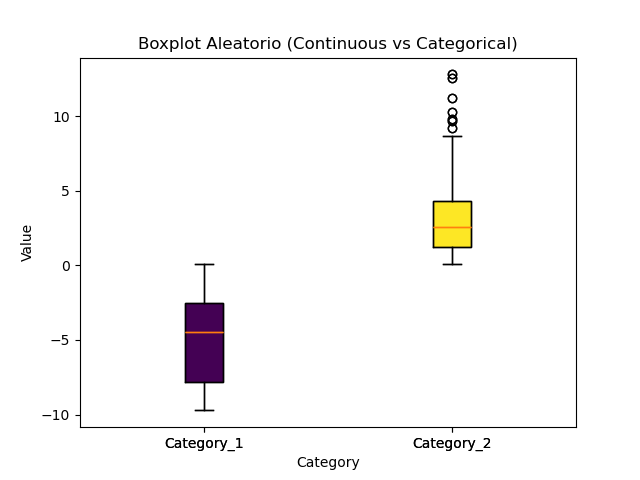 Boxplot Aleatorio (Continuous vs Categorical)
10
5
0
−5
−10
Value
Category_1
Category_2
Category